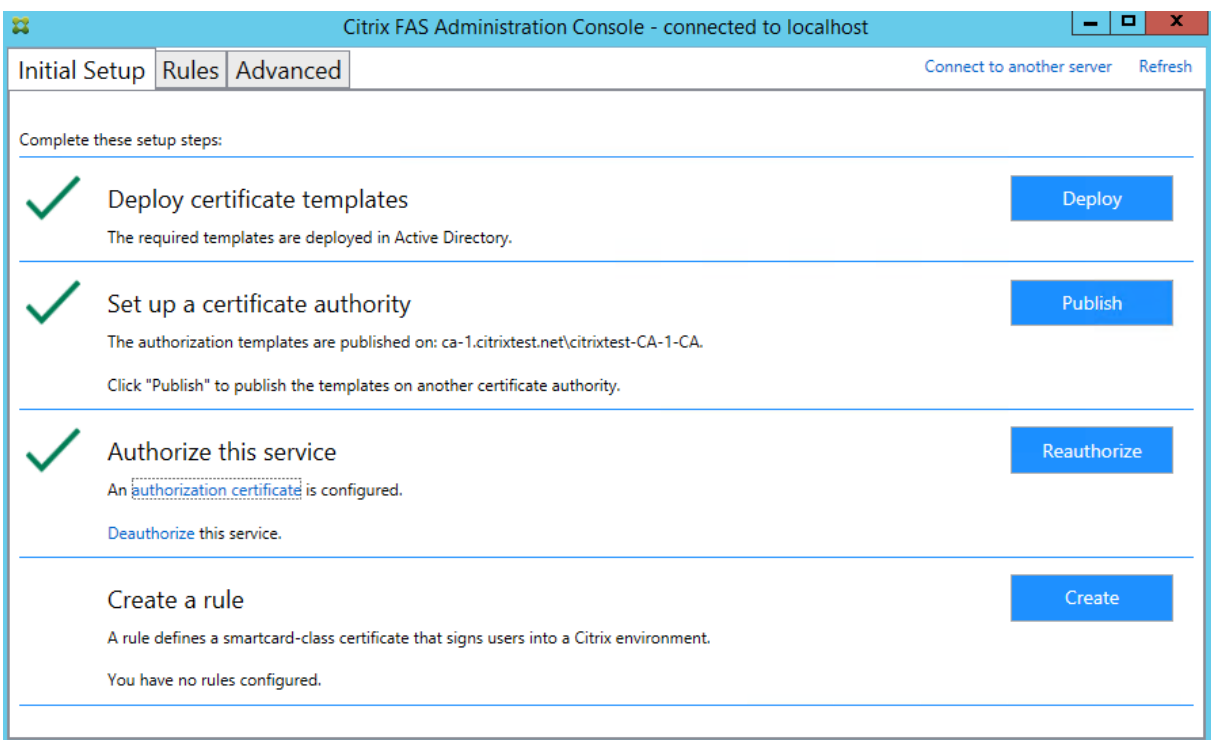 Citrix FAS Administration Console - connected to localhost
Initial Setup Rules Advanced Connect to another server Refresh
Complete these setup steps:
Deploy certificate templates Deploy
The required templates are deployed in Active Directory.
Set up a certificate authority Publish
The authorization templates are published on: ca-1.citrixtest.net\citrixtest-CA-1-CA.
Click "Publish" to publish the templates on another certificate authority.
Authorize this service Reauthorize
An authorization certificate is configured.
Deauthorize this service.
Create a rule Create
A rule defines a smartcard-class certificate that signs users into a Citrix environment.
You have no rules configured.